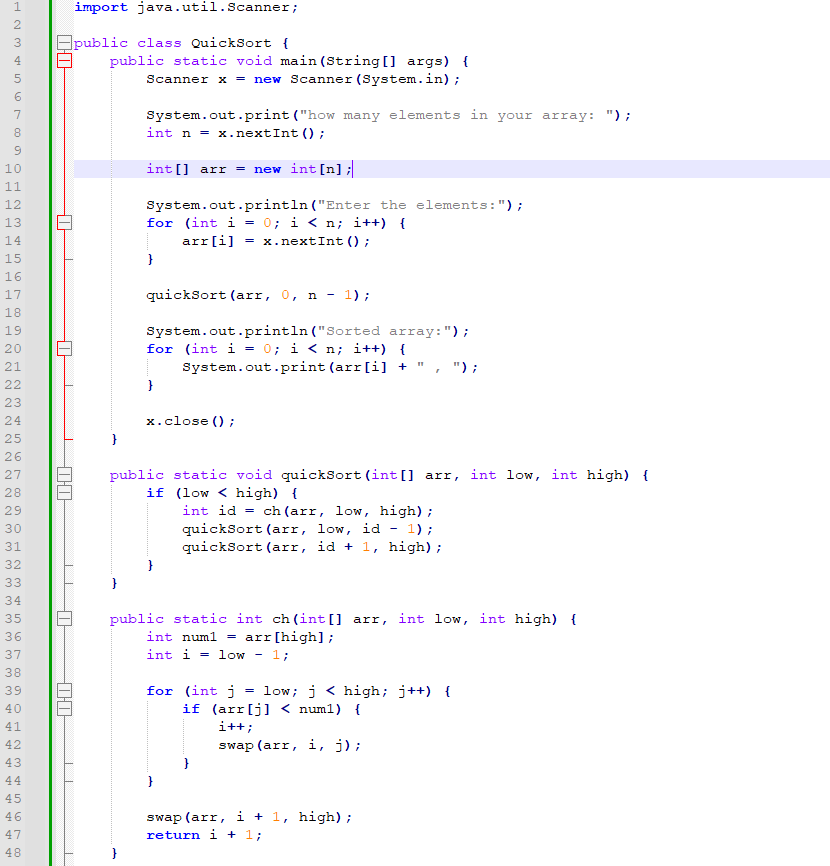 1 import java.util.Scanner;
2
3 public class QuickSort {
4     public static void main(String[] args) {
5         Scanner x = new Scanner(System.in);
6
7         System.out.print("how many elements in your array: ");
8         int n = x.nextInt();
9
10         int[] arr = new int[n];
11
12         System.out.println("Enter the elements:");
13         for (int i = 0; i < n; i++) {
14             arr[i] = x.nextInt();
15         }
16
17         quickSort(arr, 0, n - 1);
18
19         System.out.println("Sorted array:");
20         for (int i = 0; i < n; i++) {
21             System.out.print(arr[i] + " , ");
22         }
23
24         x.close();
25     }
26
27     public static void quickSort(int[] arr, int low, int high) {
28         if (low < high) {
29             int id = ch(arr, low, high);
30             quickSort(arr, low, id - 1);
31             quickSort(arr, id + 1, high);
32         }
33     }
34
35     public static int ch(int[] arr, int low, int high) {
36         int num1 = arr[high];
37         int i = low - 1;
38
39         for (int j = low; j < high; j++) {
40             if (arr[j] < num1) {
41                 i++;
42                 swap(arr, i, j);
43             }
44         }
45
46         swap(arr, i + 1, high);
47         return i + 1;
48     }